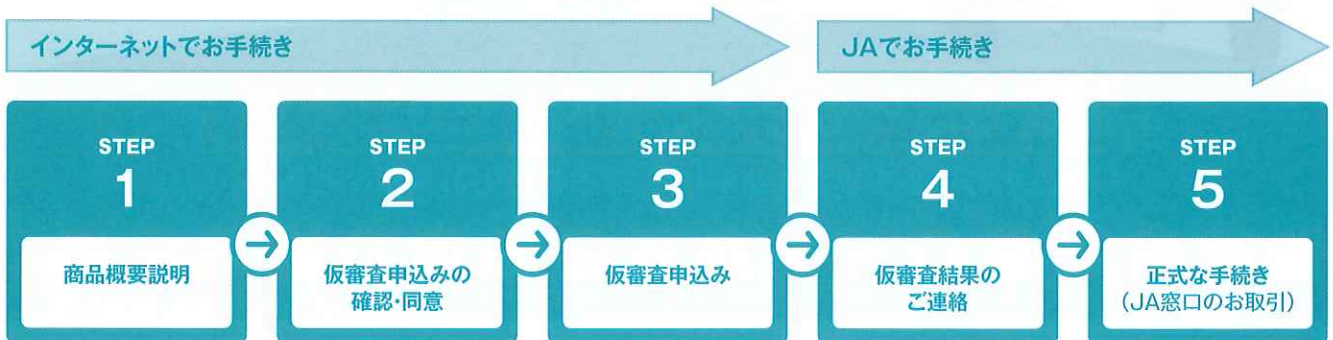 インターネットでお手続き
JAでお手続き
STEP
1
商品概要説明
STEP
2
仮審査申込みの
確認・同意
STEP
3
仮審査申込み
STEP
4
仮審査結果の
ご連絡
STEP
5
正式な手続き
(JA窓口のお取引)